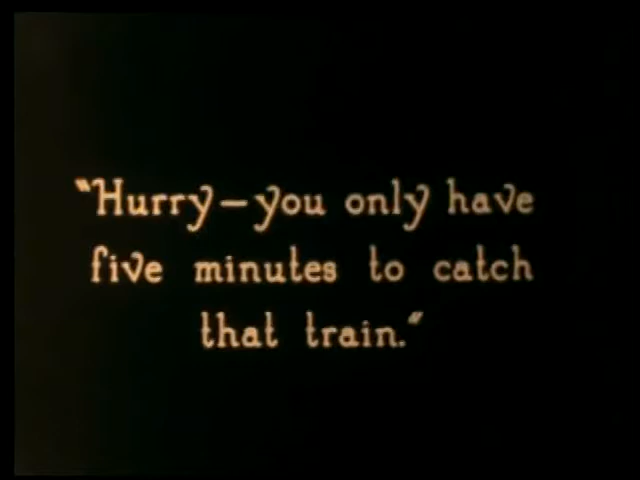 "Hurry—you only have
five minutes to catch
that train."